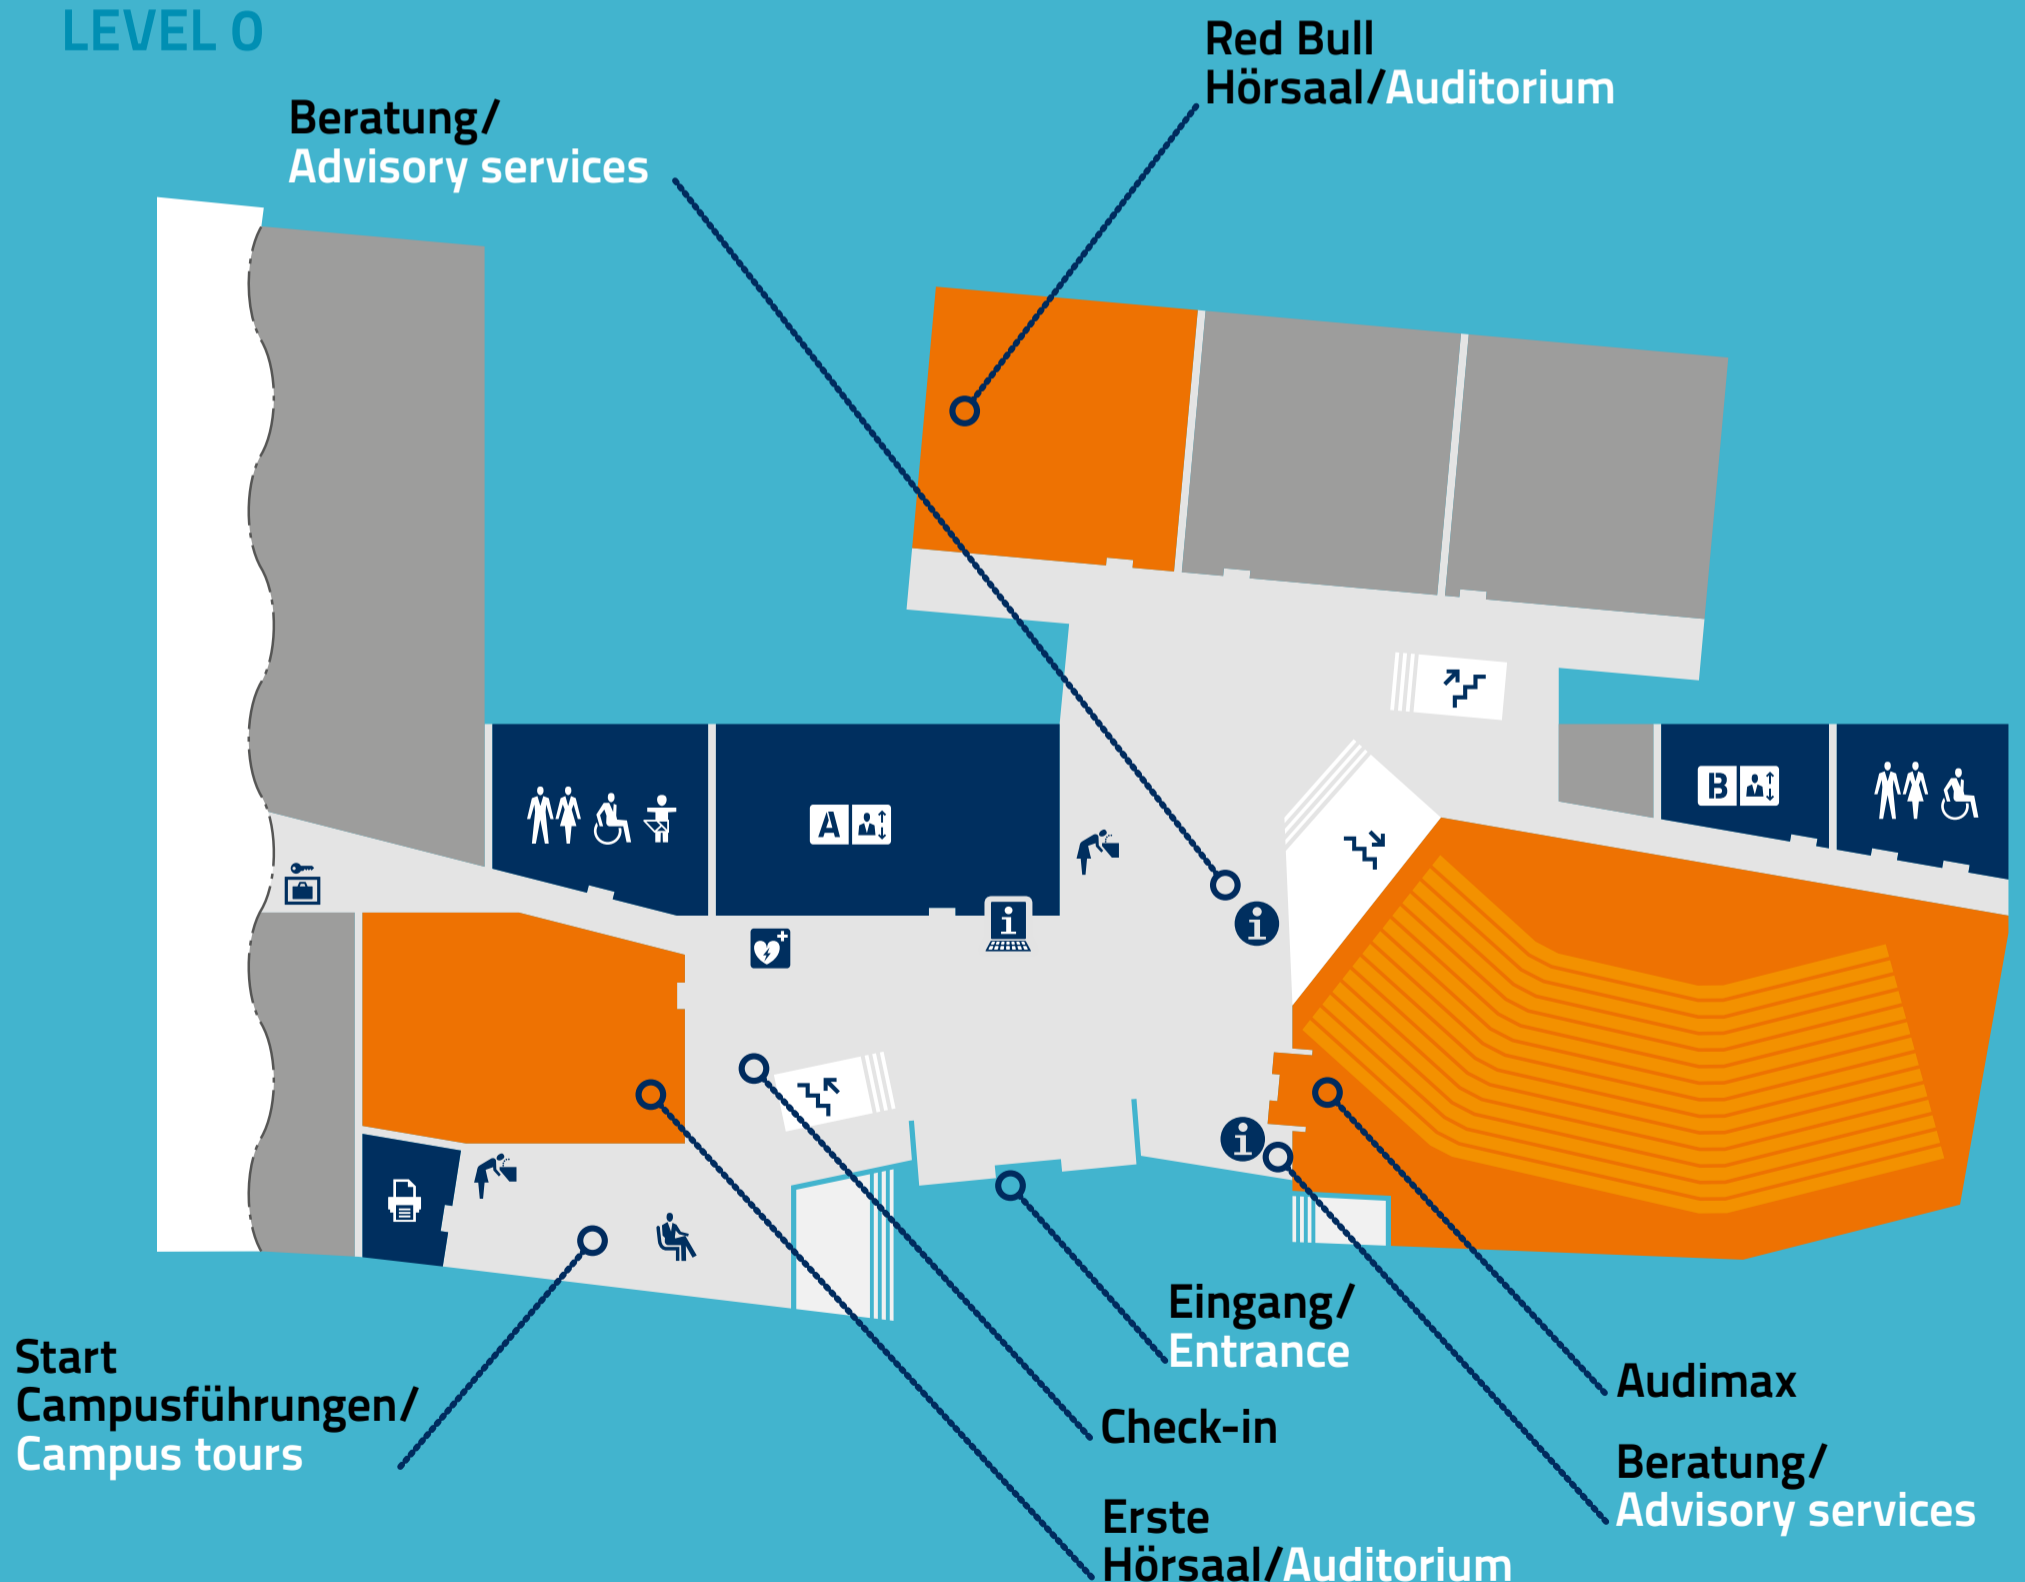 LEVEL 0
Red Bull
Hörsaal/Auditorium
Beratung/
Advisory services
B
A
i
i
i
Eingang/
Entrance
Start
Campusführungen/
Campus tours
Audimax
Check-in
Beratung/
Advisory services
Erste
Hörsaal/Auditorium